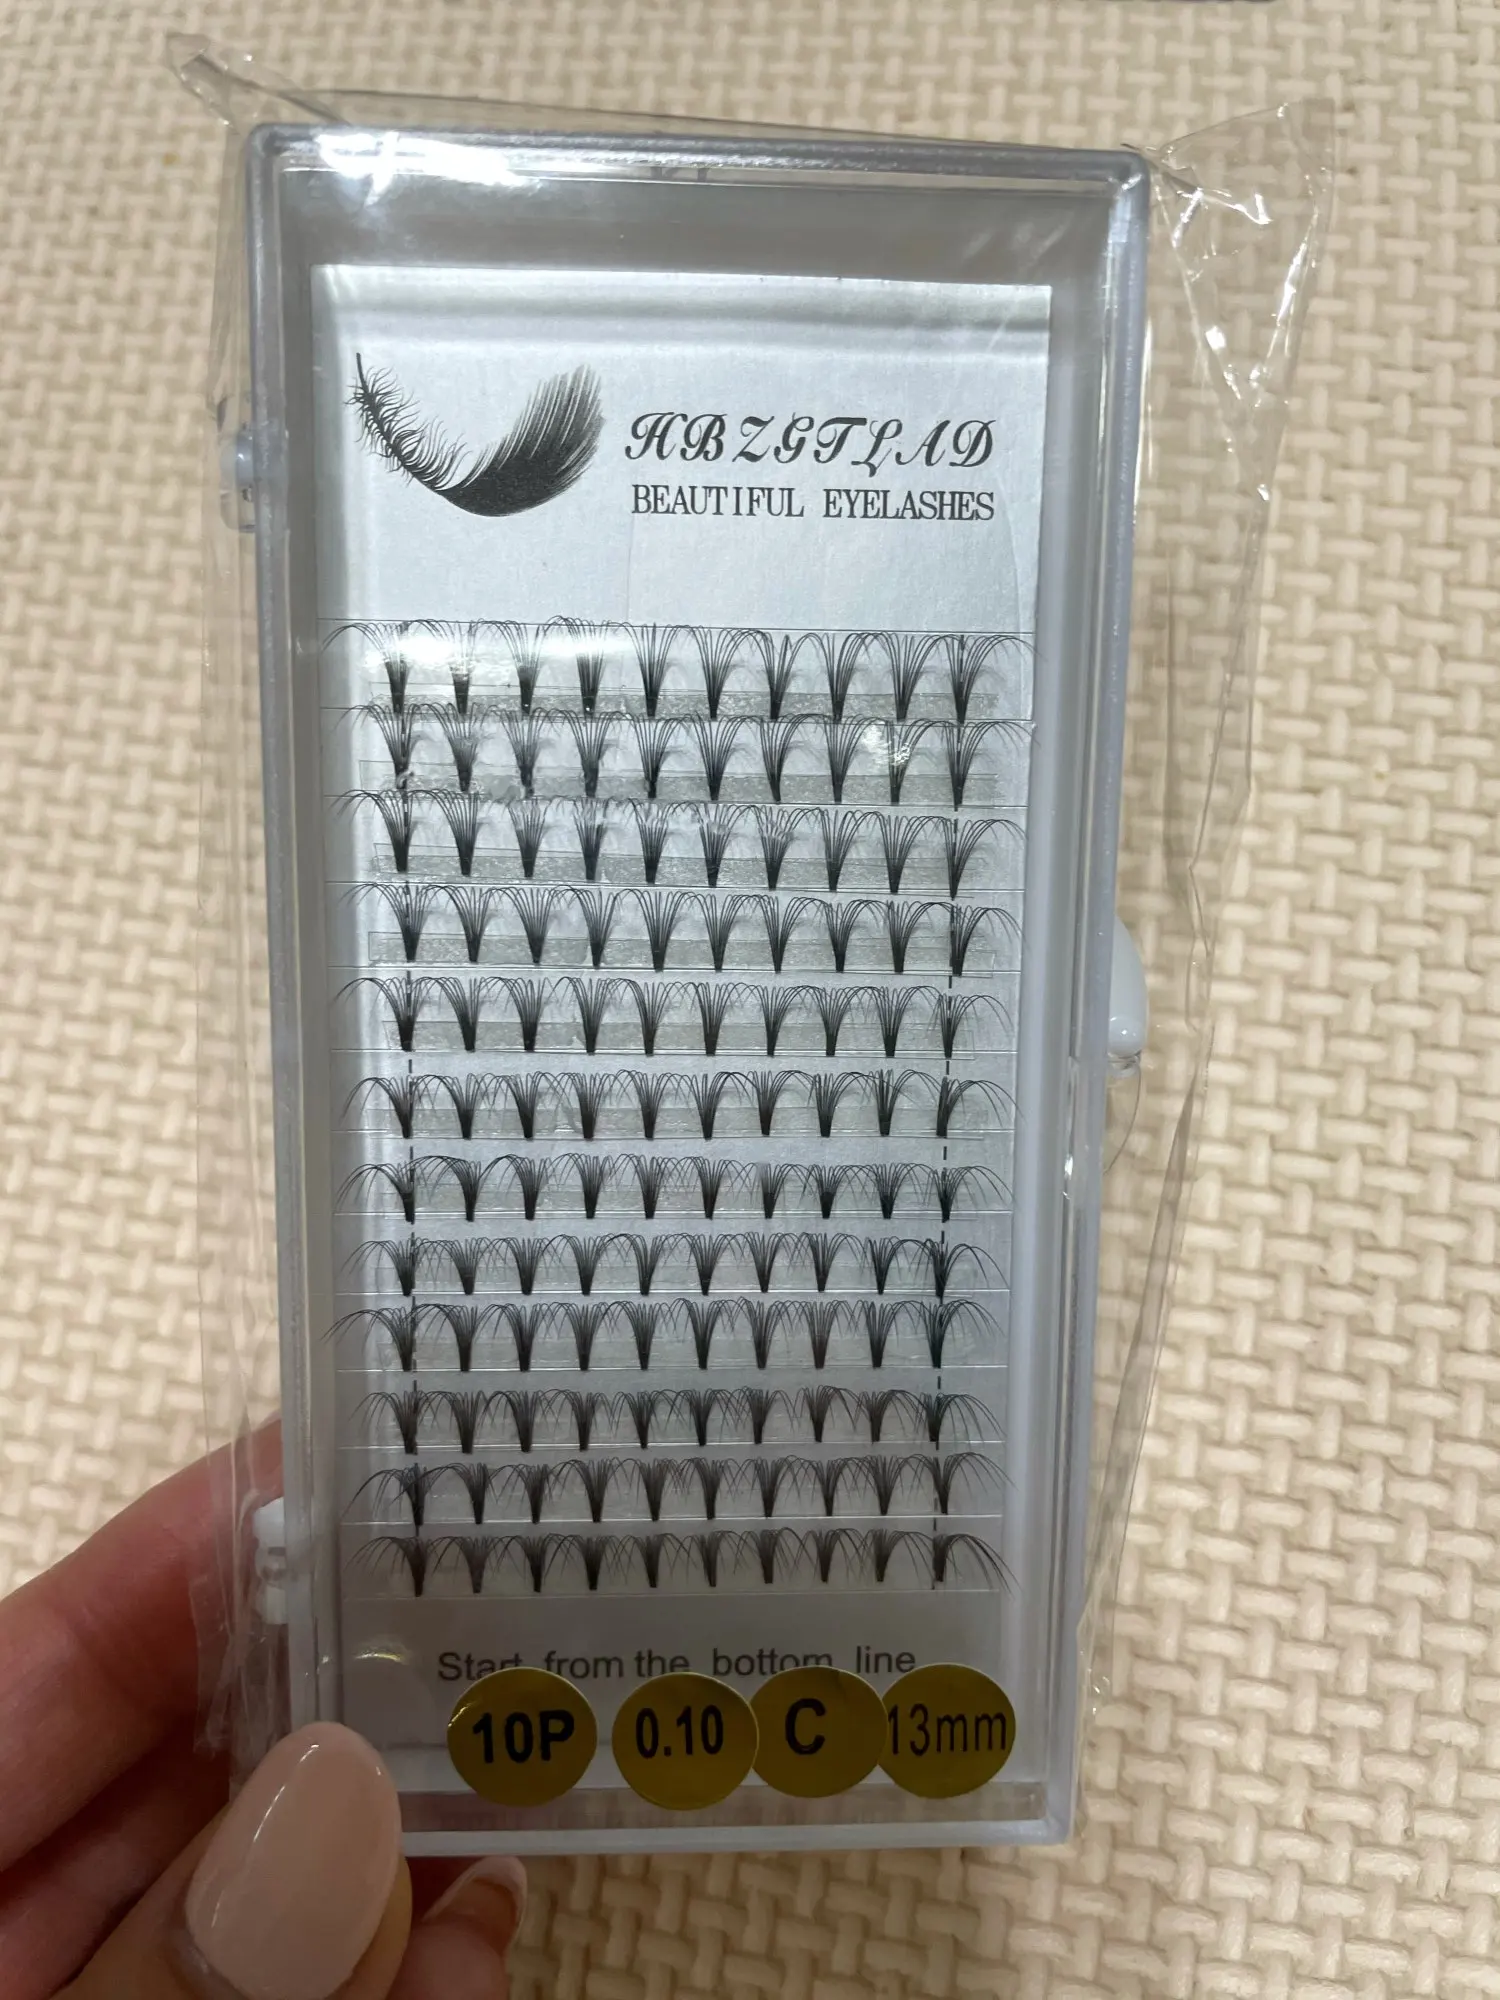 HBZGTLAD
BEAUTIFUL EYELASHES
Start from the bottom line
10P 0.10 C 13mm